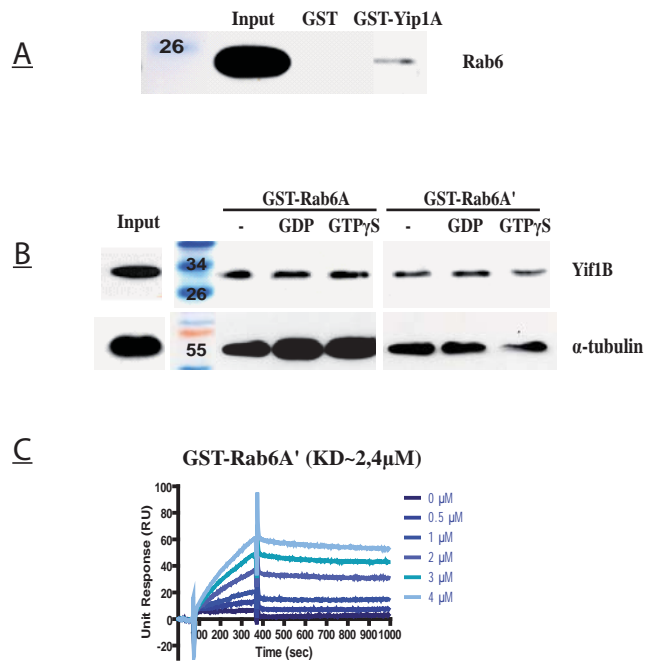 Input GST GST-Yip1A
A
26
Rab6
GST-Rab6A GST-Rab6A'
Input
- GDP GTPγS - GDP GTPγS
B
34
26
Yif1B
55
α-tubulin
C
GST-Rab6A' (KD~2,4µM)
Unit Response (RU)
100
80
60
40
20
0
-20
00 200 300 400 500 600 700 800 900 1000
Time (sec)
0 µM
0.5 µM
1 µM
2 µM
3 µM
4 µM